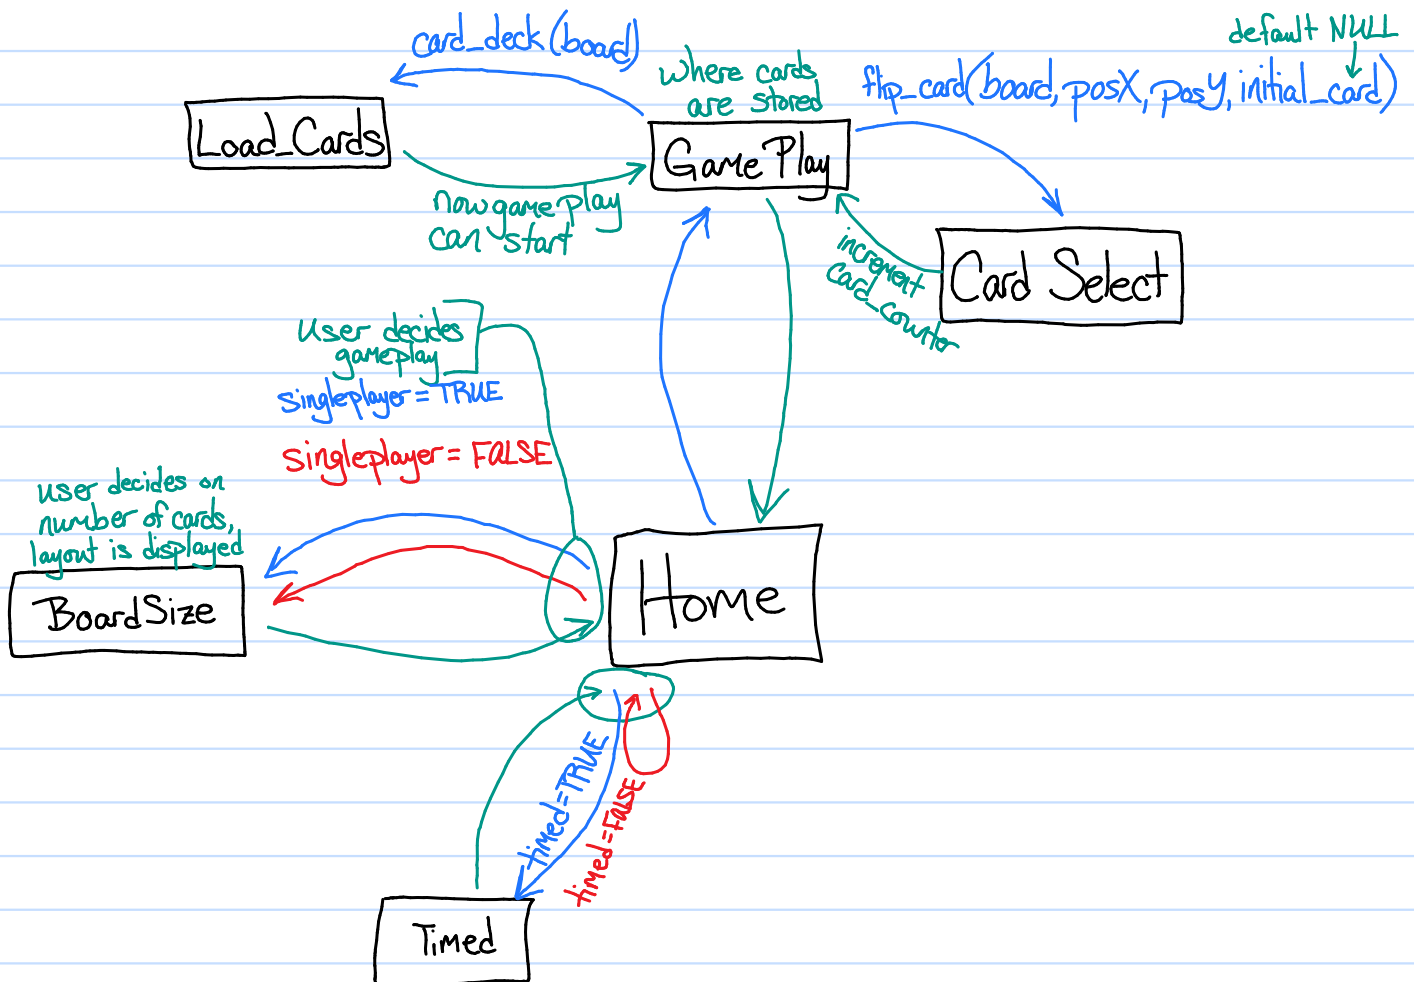 default NULL
card_deck(board)
where cards
are stored
flip_card(board, posX, posY, initial_card)
Load_Cards
Game Play
now gameplay
can start
increment
card_counter
Card Select
user decides
gameplay
singleplayer = TRUE
singleplayer = FALSE
user decides on
number of cards,
layout is displayed
BoardSize
Home
timed=TRUE
timed=FALSE
Timed